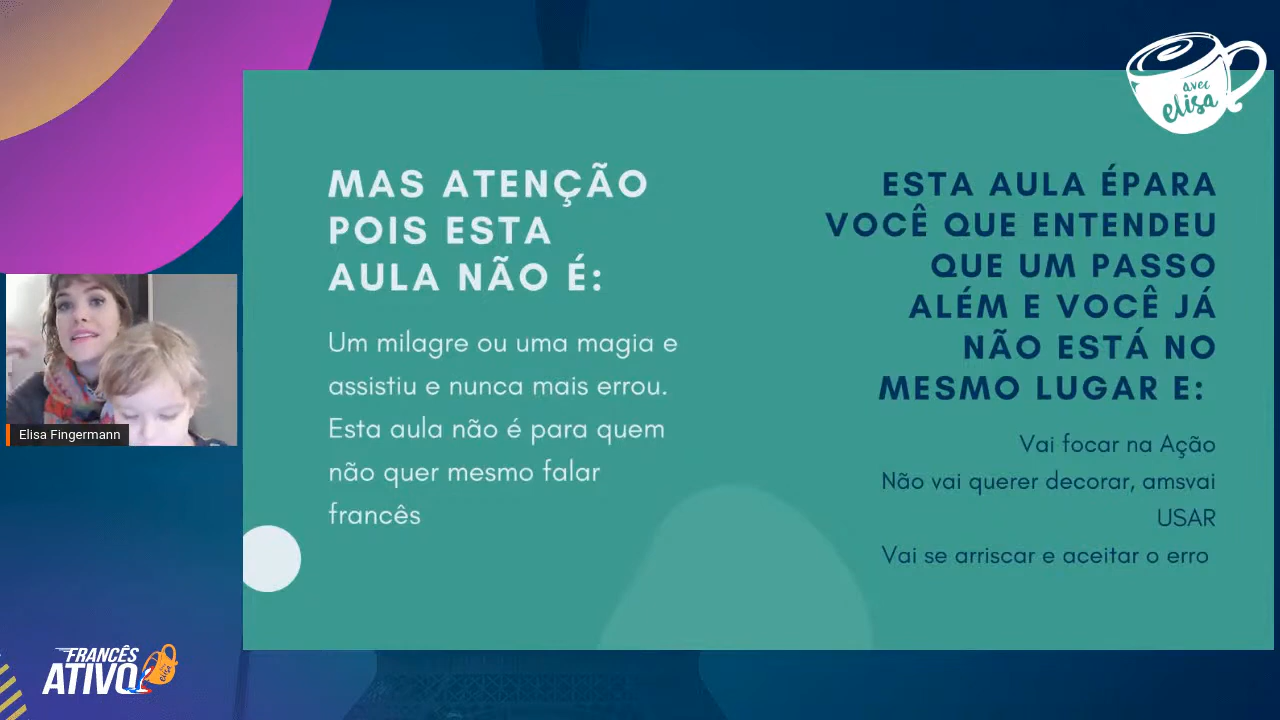 avec
elisa
MAS ATENÇÃO
POIS ESTA
AULA NÃO É:
Um milagre ou uma magia e
assistiu e nunca mais errou.
Esta aula não é para quem
não quer mesmo falar
francês
ESTA AULA ÉPARA
VOCÊ QUE ENTENDEU
QUE UM PASSO
ALÉM E VOCÊ JÁ
NÃO ESTÁ NO
MESMO LUGAR E:
Vai focar na Ação
Não vai querer decorar, amsvai
USAR
Vai se arriscar e aceitar o erro
Elisa Fingermann
FRANCÊS
ATIVO
elisa